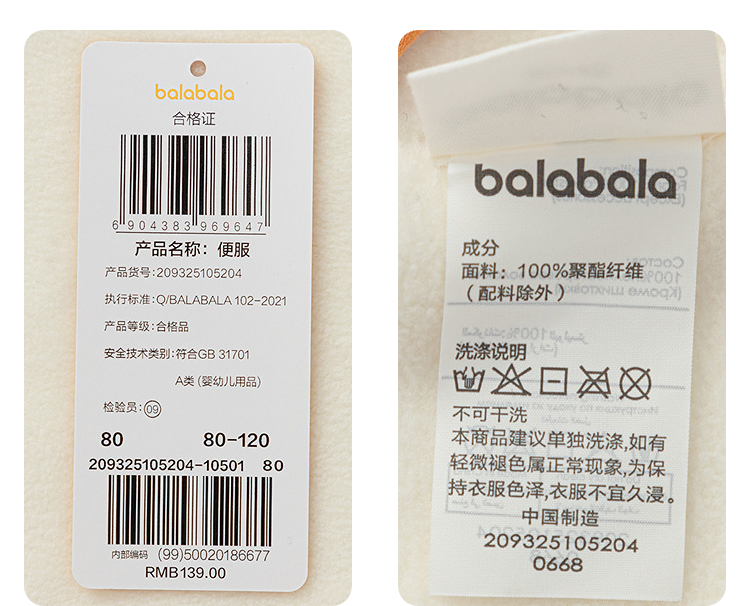 balabala
合格证
6904383969647
产品名称：便服
产品货号:209325105204
执行标准:Q/BALABALA 102-2021
产品等级:合格品
安全技术类别:符合GB 31701
A类 (婴幼儿用品)
检验员:09
80 80-120
209325105204-10501 80
内部编码 (99)50020186677
RMB139.00
balabala
成分
面料：100%聚酯纤维
（配料除外）
洗涤说明
不可干洗
本商品建议单独洗涤,如有
轻微褪色属正常现象,为保
持衣服色泽,衣服不宜久浸。
中国制造
209325105204
0668